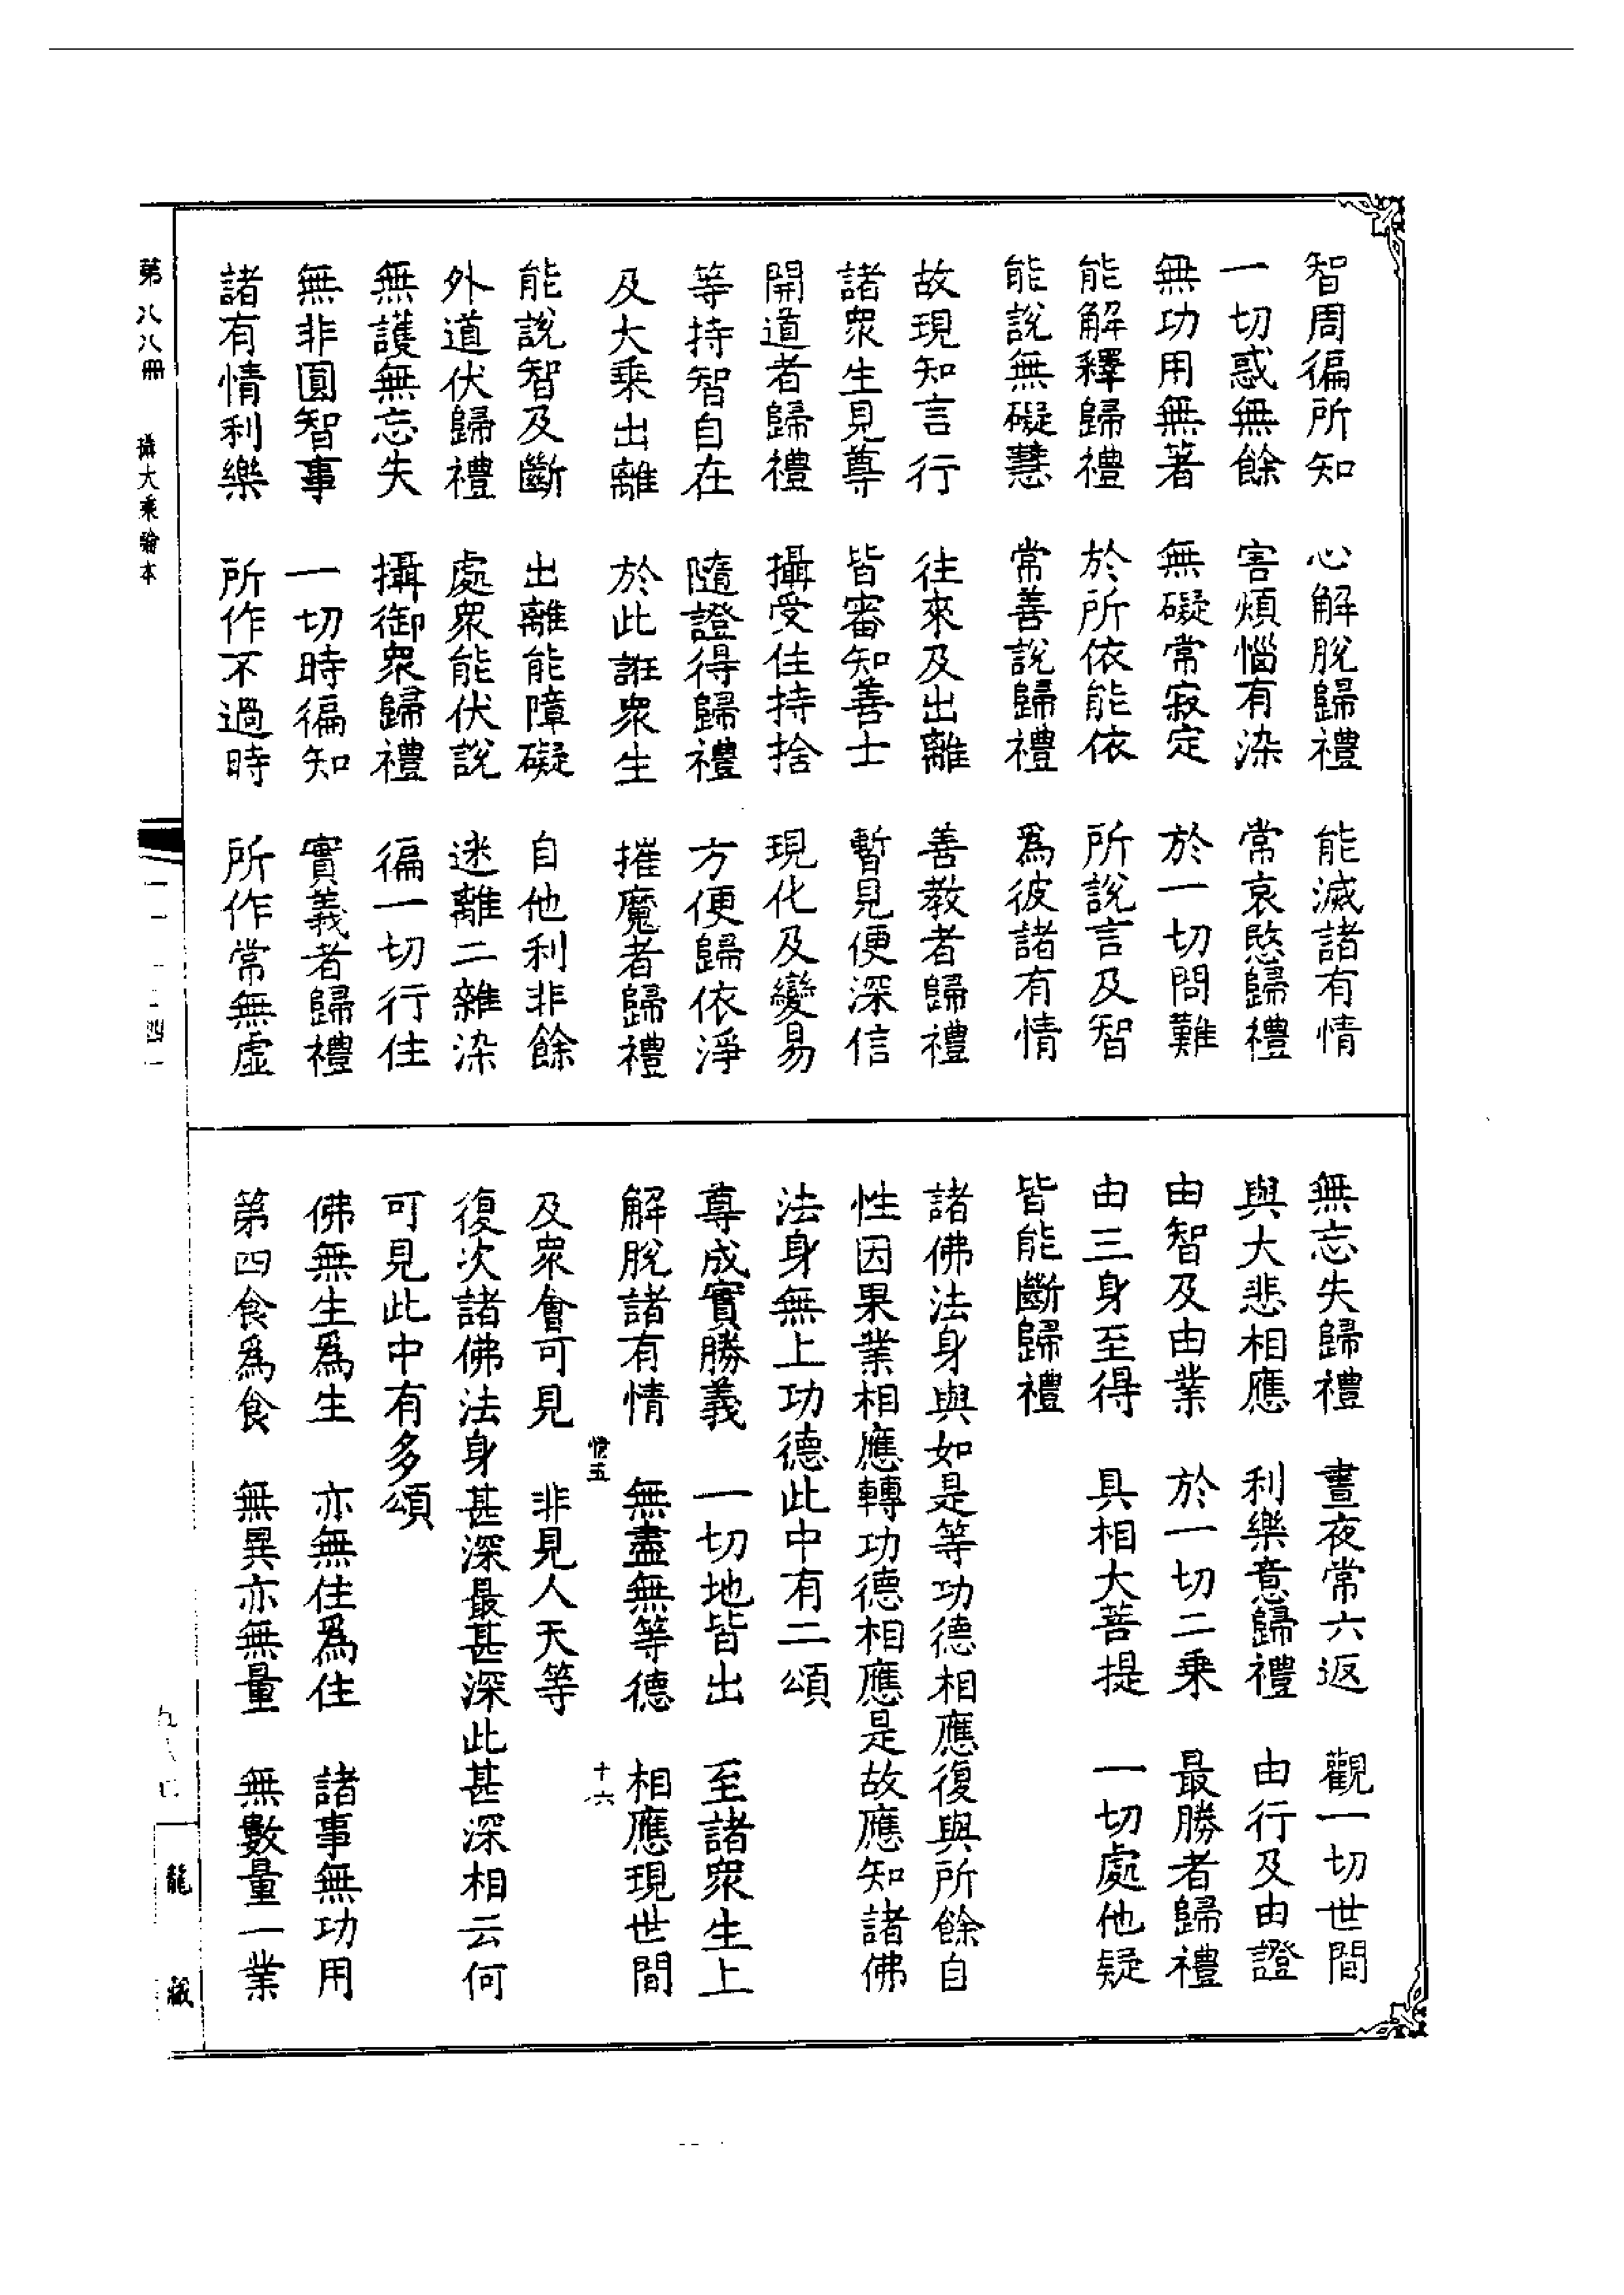 智周徧所知　心解脫歸禮　能滅諸有情
一切惑無餘　害煩惱有染　常哀愍歸禮
無功用無著　無礙常寂定　於一切問難
能解釋歸禮　於所依能依　所說言及智
能說無礙慧　常善說歸禮　爲彼諸有情
故現知言行　往來及出離　善教者歸禮
諸衆生見尊　皆審知善士　暫見便深信
開道者歸禮　攝受住持捨　現化及變易
等持智自在　隨證得歸禮　方便歸依淨
及大乘出離　於此誑衆生　摧魔者歸禮
能說智及斷　出離能障礙　自他利非餘
外道伏歸禮　處衆能伏說　遠離二雜染
無護無忘失　攝御衆歸禮　徧一切行住
無非圓智事　一切時徧知　實義者歸禮
諸有情利樂　所作不過時　所作常無虛
無忘失歸禮　晝夜常六返　觀一切世間
與大悲相應　利樂意歸禮　由行及由證
由智及由業　於一切二乘　最勝者歸禮
由三身至得　具相大菩提　一切處他疑
皆能斷歸禮
諸佛法身與如是等功德相應復與所餘自
性因果業相應轉功德相應是故應知諸佛
法身無上功德此中有二頌
尊成實勝義　一切地皆出　至諸衆生上
解脫諸有情　無盡無等德　相應現世間
及衆會可見　非見人天等
復次諸佛法身甚深最甚深此甚深相云何
可見此中有多頌
佛無生爲生　亦無住爲住　諸事無功用
第四食爲食　無異亦無量　無數量一業
五
十六
第八八冊　攝大乘論本
龍藏